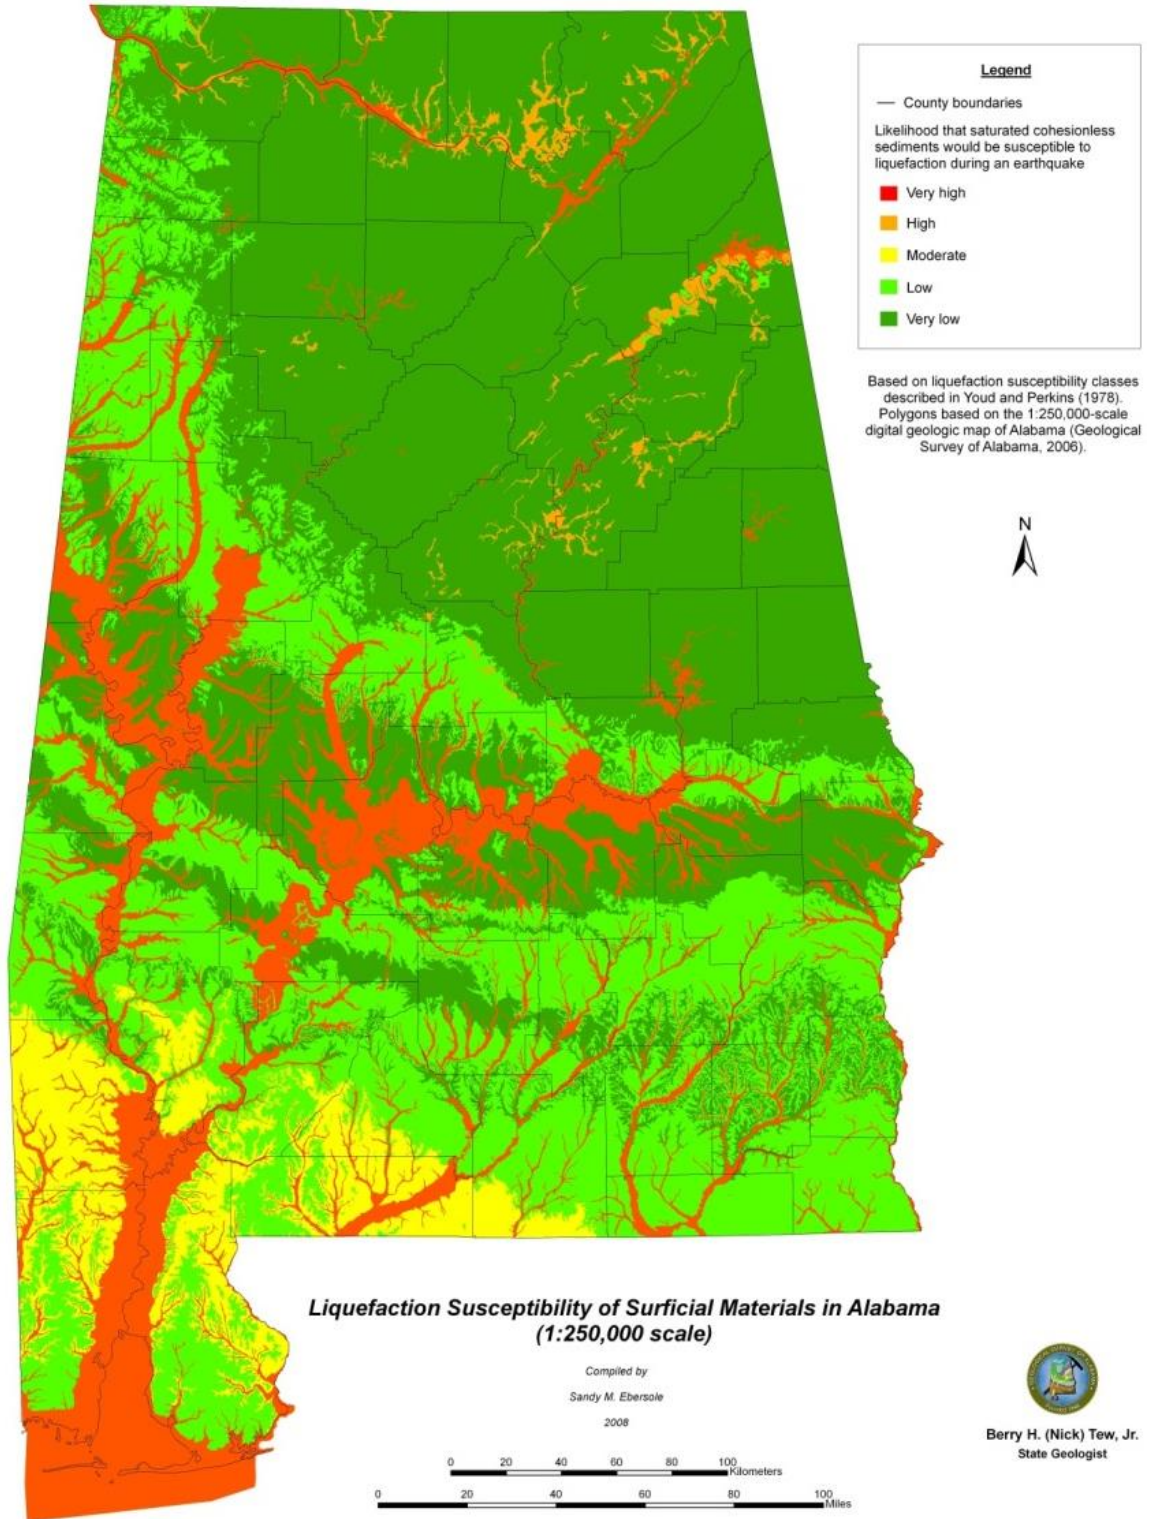 Legend
County boundaries
Likelihood that saturated cohesionless
sediments would be susceptible to
liquefaction during an earthquake
Very high
High
Moderate
Low
Very low
Based on liquefaction susceptibility classes
described in Youd and Perkins (1978).
Polygons based on the 1:250,000-scale
digital geologic map of Alabama (Geological
Survey of Alabama, 2006).
N
Liquefaction Susceptibility of Surficial Materials in Alabama
(1:250,000 scale)
Compiled by
Sandy M. Ebersole
2008
Berry H. (Nick) Tew, Jr.
State Geologist
0 20 40 60 80 100
Kilometers
0 20 40 60 80 100
Miles